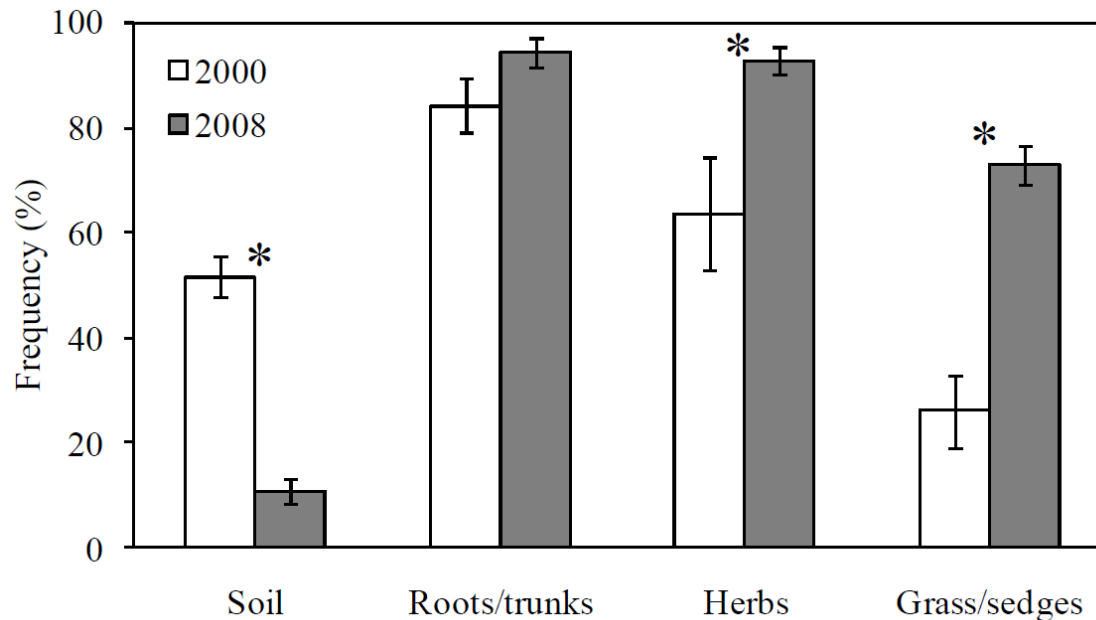 100
80
60
40
20
0
Frequency (%)
2000
2008
*
*
*
Soil
Roots/trunks
Herbs
Grass/sedges